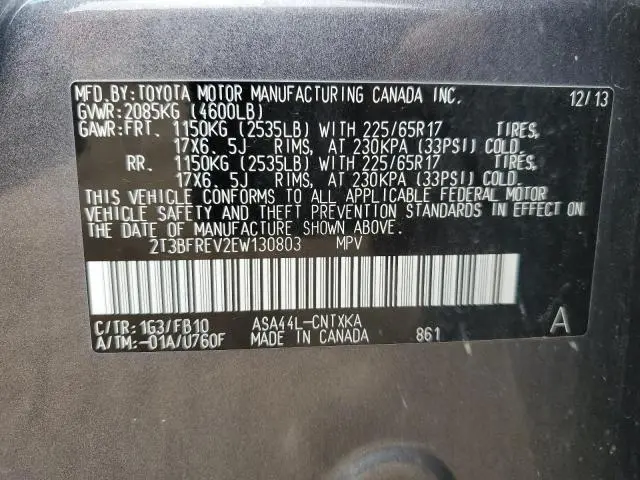 MFD.BY:TOYOTA MOTOR MANUFACTURING CANADA INC. 12/13
GVWR:2085KG (4600LB)
GAWR:FRT. 1150KG (2535LB) WITH 225/65R17 TIRES,
17X6. 5J RIMS, AT 230KPA (33PSI) COLD.
RR. 1150KG (2535LB) WITH 225/65R17 TIRES,
17X6. 5J RIMS, AT 230KPA (33PSI) COLD.
THIS VEHICLE CONFORMS TO ALL APPLICABLE FEDERAL MOTOR
VEHICLE SAFETY AND THEFT PREVENTION STANDARDS IN EFFECT ON
THE DATE OF MANUFACTURE SHOWN ABOVE.
2T3BFREV2EW130803 MPV
C/TR:1G3/FB10 ASA44L-CNTXKA A
A/TM:-01A/U760F MADE IN CANADA 861